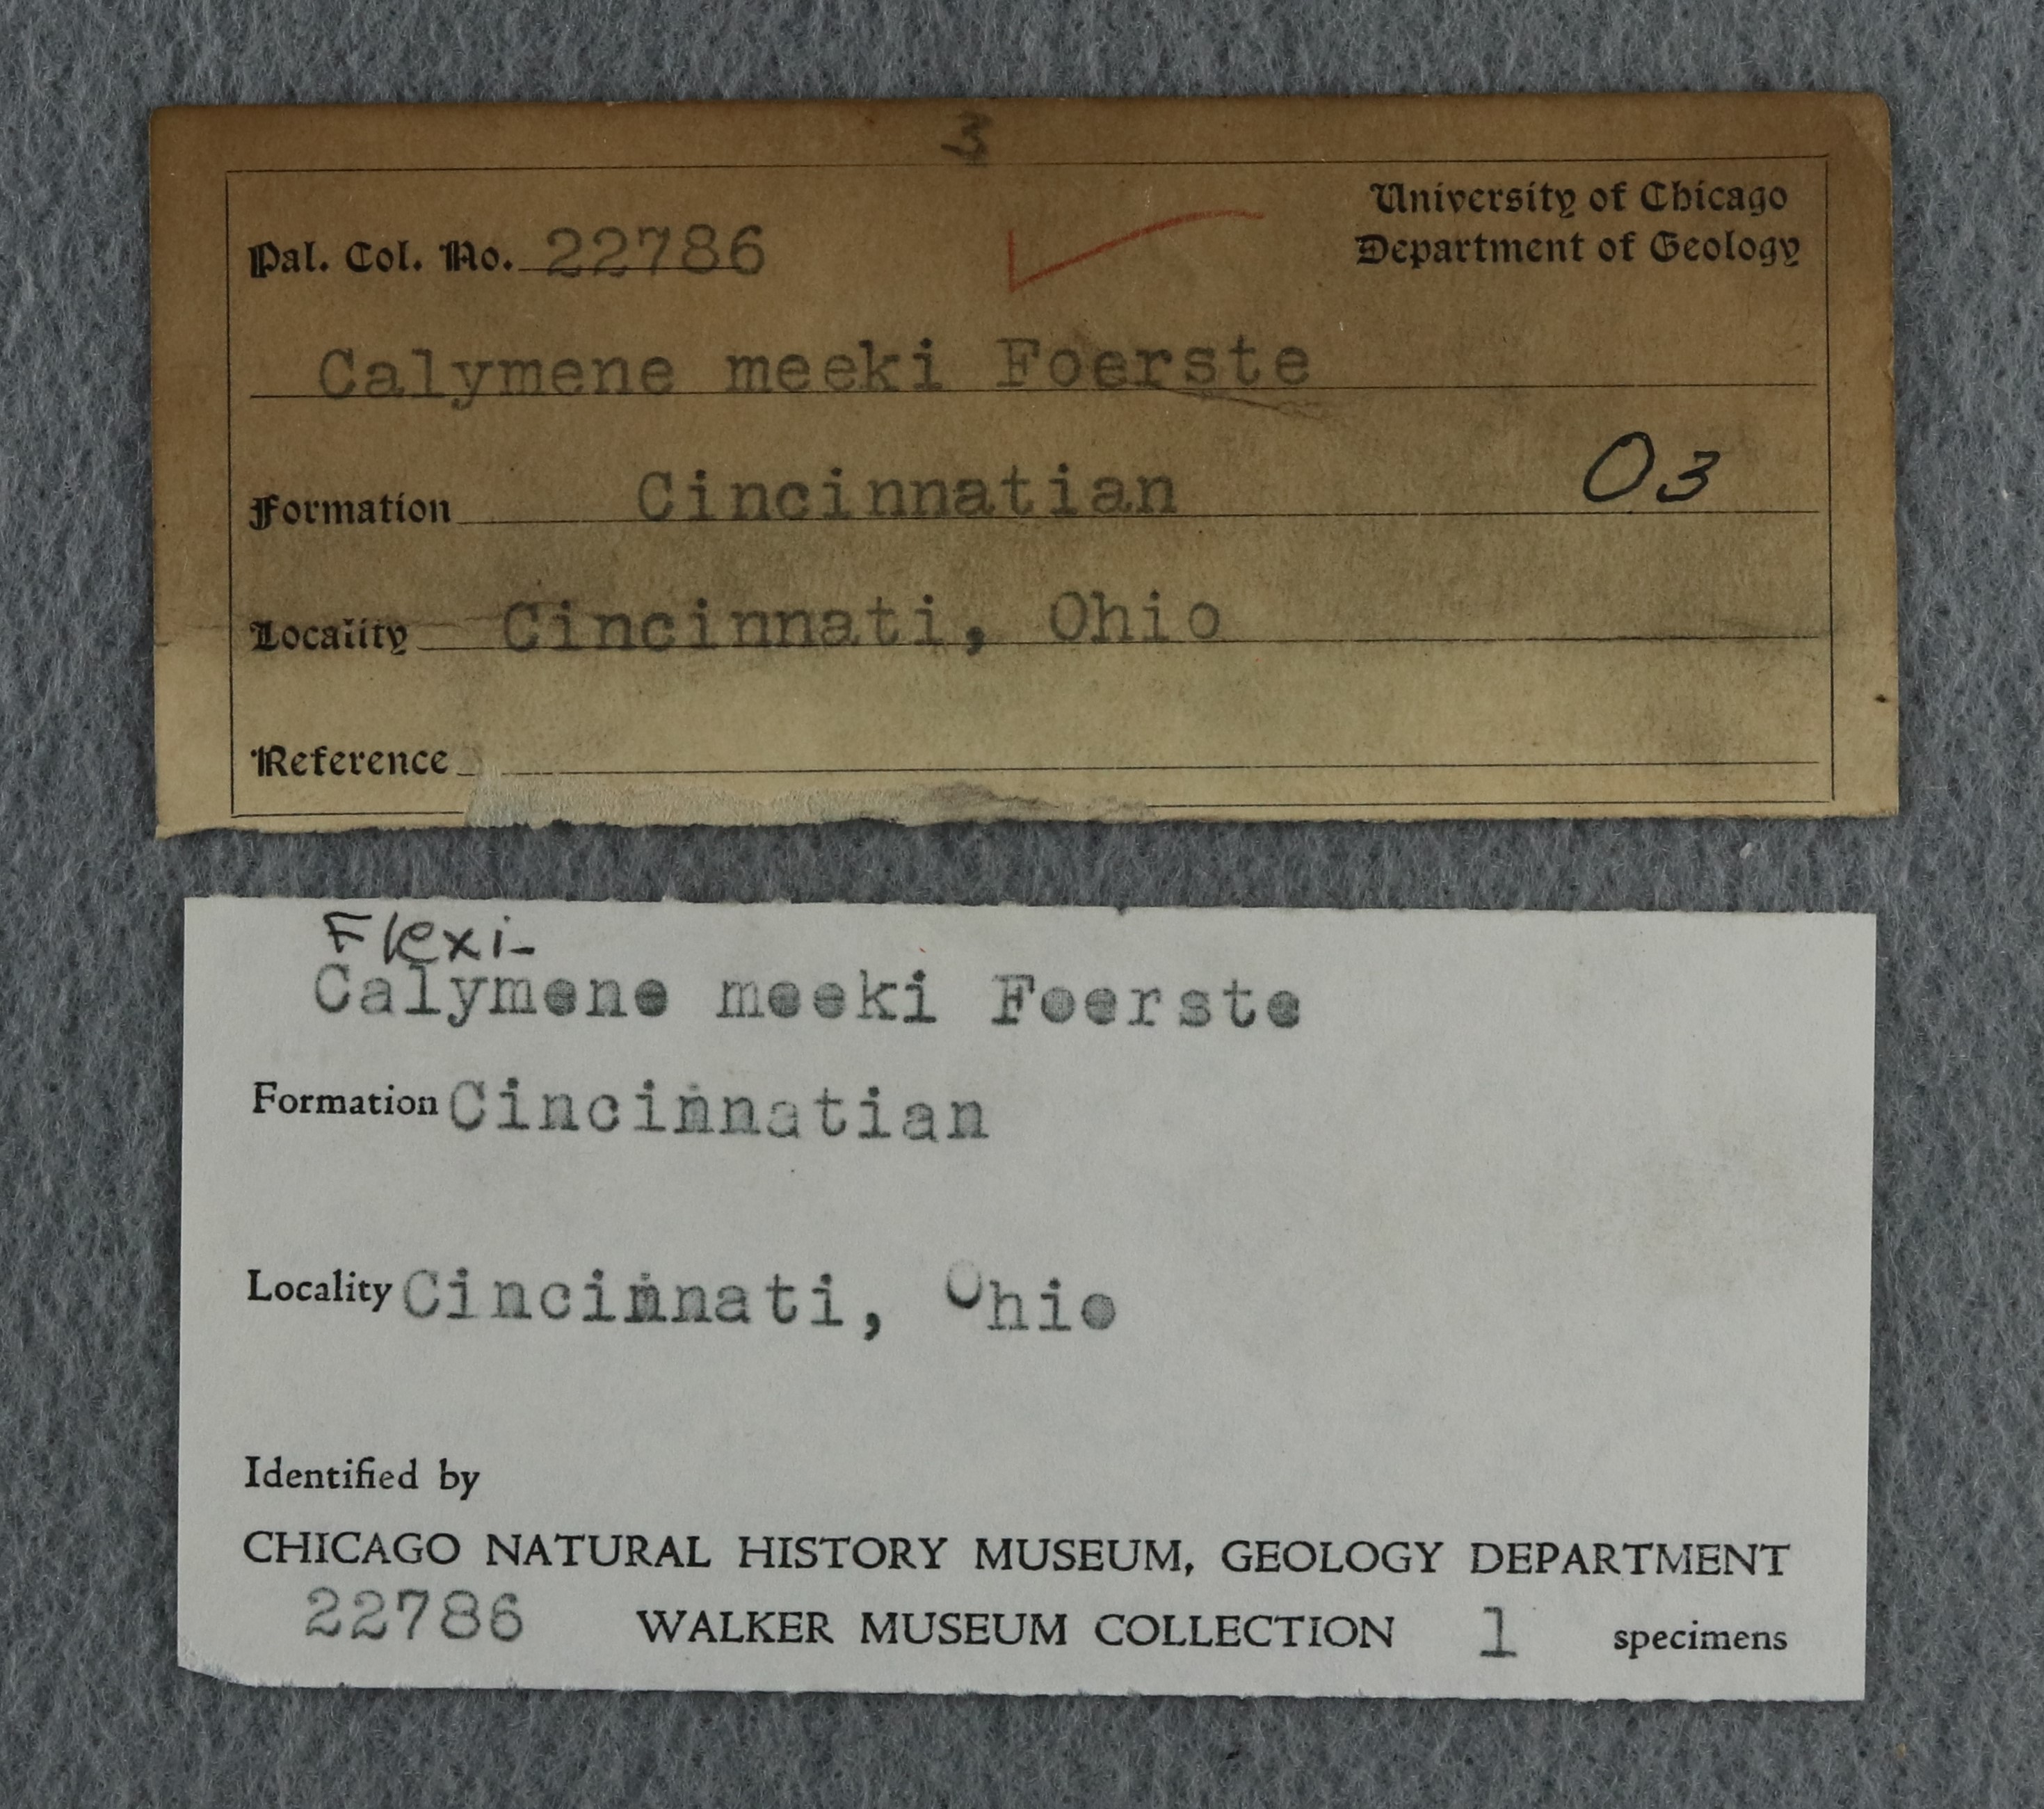 3
University of Chicago
Pal. Col. No. 22786
Department of Geology
Calymene meeki Foerste
Formation Cincinnatian O3
Locality Cincinnati, Ohio
Reference
Flexi-
Calymene meeki Foerste
Formation Cincinnatian
Locality Cincinnati, Ohio
Identified by
CHICAGO NATURAL HISTORY MUSEUM, GEOLOGY DEPARTMENT
22786 WALKER MUSEUM COLLECTION 1 specimens